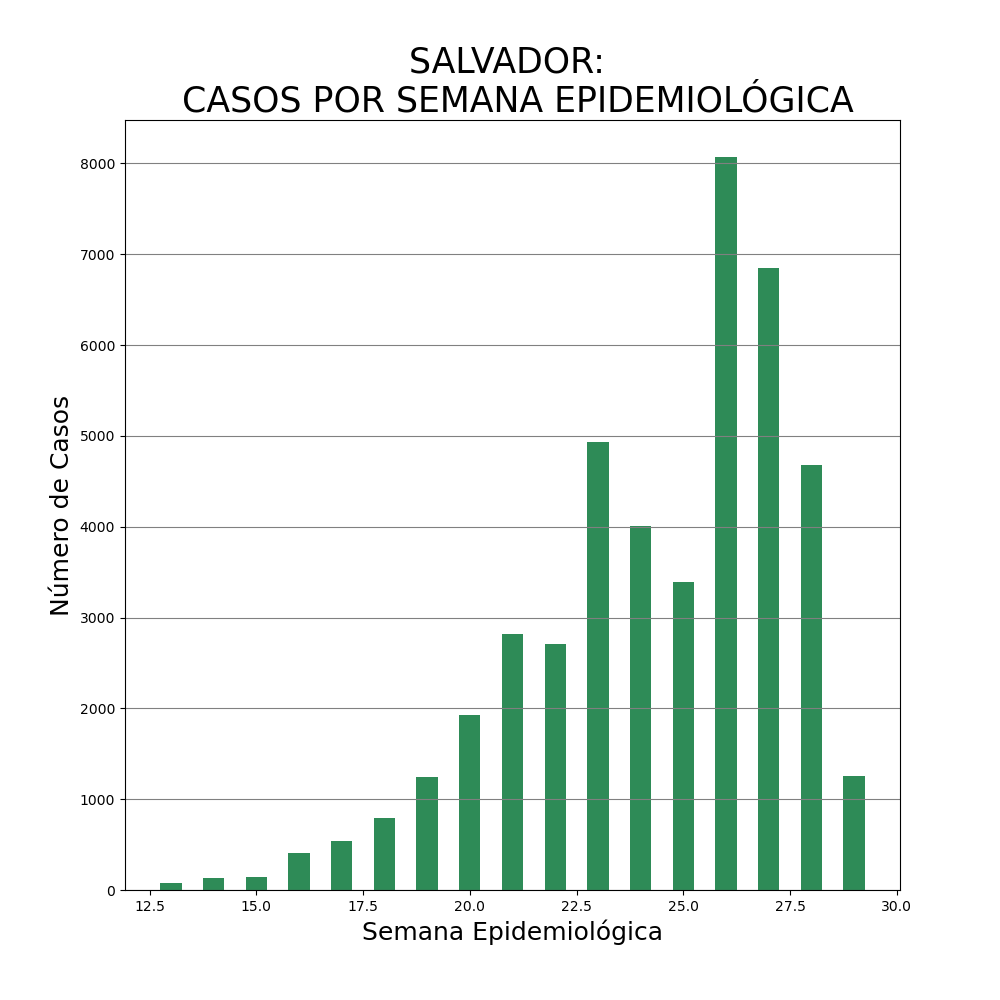 SALVADOR:
CASOS POR SEMANA EPIDEMIOLÓGICA
Número de Casos
8000
7000
6000
5000
4000
3000
2000
1000
0
12.5 15.0 17.5 20.0 22.5 25.0 27.5 30.0
Semana Epidemiológica